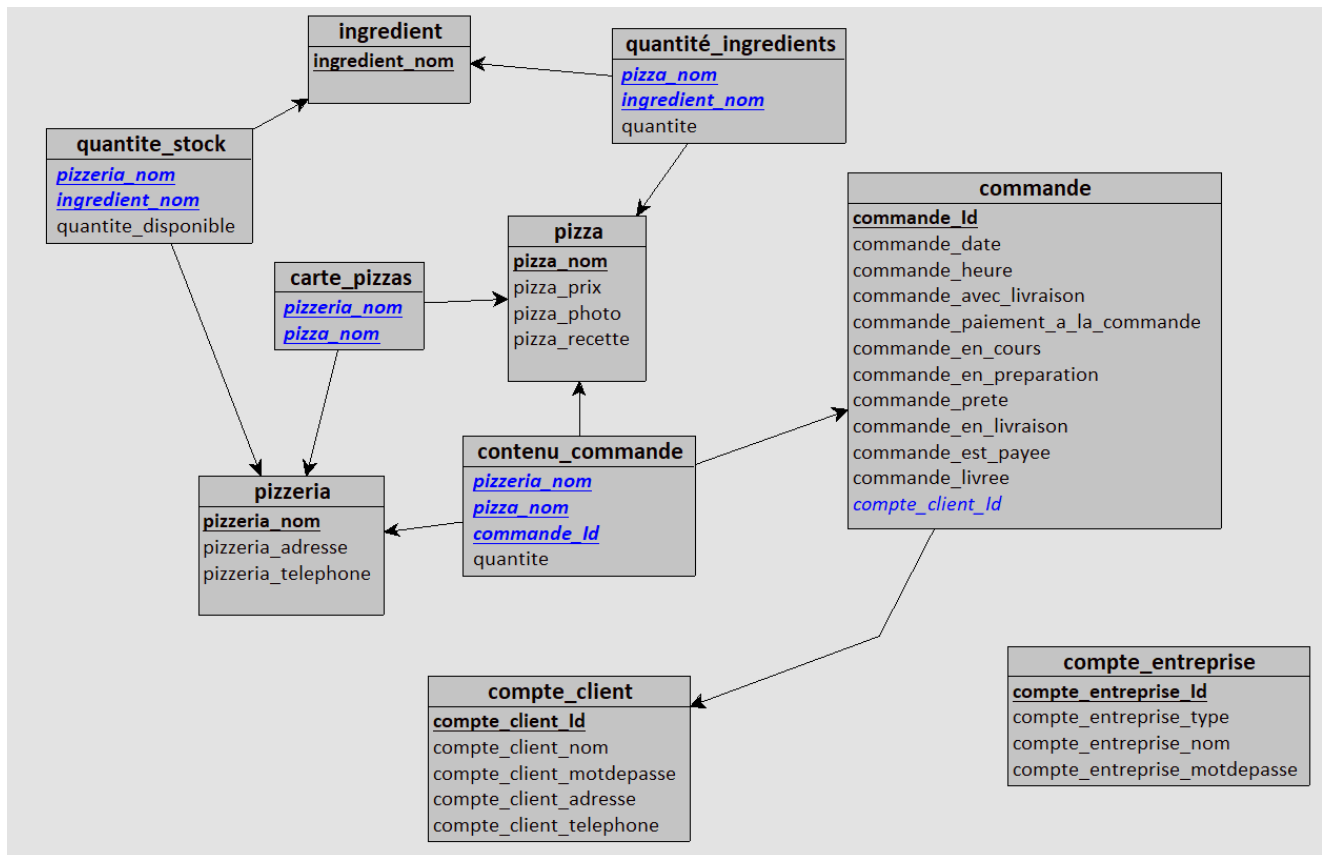 ingredient
ingredient_nom
quantité_ingredients
pizza_nom
ingredient_nom
quantite
quantite_stock
pizzeria_nom
ingredient_nom
quantite_disponible
commande
commande_Id
commande_date
commande_heure
commande_avec_livraison
commande_paiement_a_la_commande
commande_en_cours
commande_en_preparation
commande_prete
commande_en_livraison
commande_est_payee
commande_livree
compte_client_Id
pizza
pizza_nom
pizza_prix
pizza_photo
pizza_recette
carte_pizzas
pizzeria_nom
pizza_nom
contenu_commande
pizzeria_nom
pizza_nom
commande_Id
quantite
pizzeria
pizzeria_nom
pizzeria_adresse
pizzeria_telephone
compte_client
compte_client_Id
compte_client_nom
compte_client_motdepasse
compte_client_adresse
compte_client_telephone
compte_entreprise
compte_entreprise_Id
compte_entreprise_type
compte_entreprise_nom
compte_entreprise_motdepasse